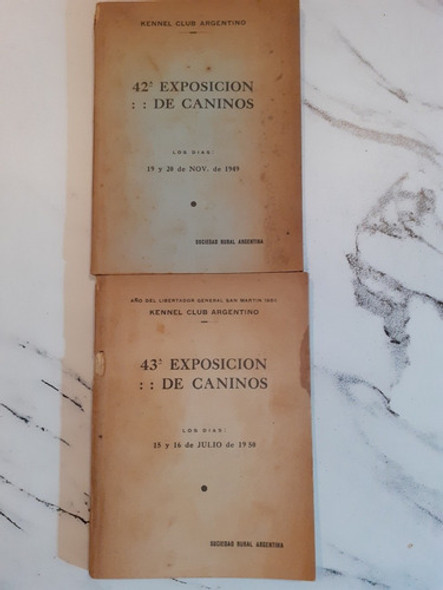 KENNEL CLUB ARGENTINO
42ª EXPOSICION
: : DE CANINOS
LOS DIAS:
19 y 20 de NOV. de 1949
SOCIEDAD RURAL ARGENTINA
AÑO DEL LIBERTADOR GENERAL SAN MARTIN 1950
KENNEL CLUB ARGENTINO
43ª EXPOSICION
: : DE CANINOS
LOS DIAS:
15 y 16 de JULIO de 1950
SOCIEDAD RURAL ARGENTINA